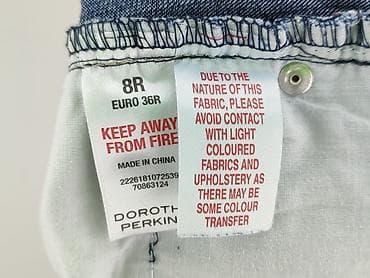 8R
EURO 36R
KEEP AWAY
FROM FIRE
MADE IN CHINA
2226181072539
70863124
DOROTH
PERKIN
DUE TO THE
NATURE OF THIS
FABRIC, PLEASE
AVOID CONTACT
WITH LIGHT
COLOURED
FABRICS AND
UPHOLSTERY AS
THERE MAY BE
SOME COLOUR
TRANSFER